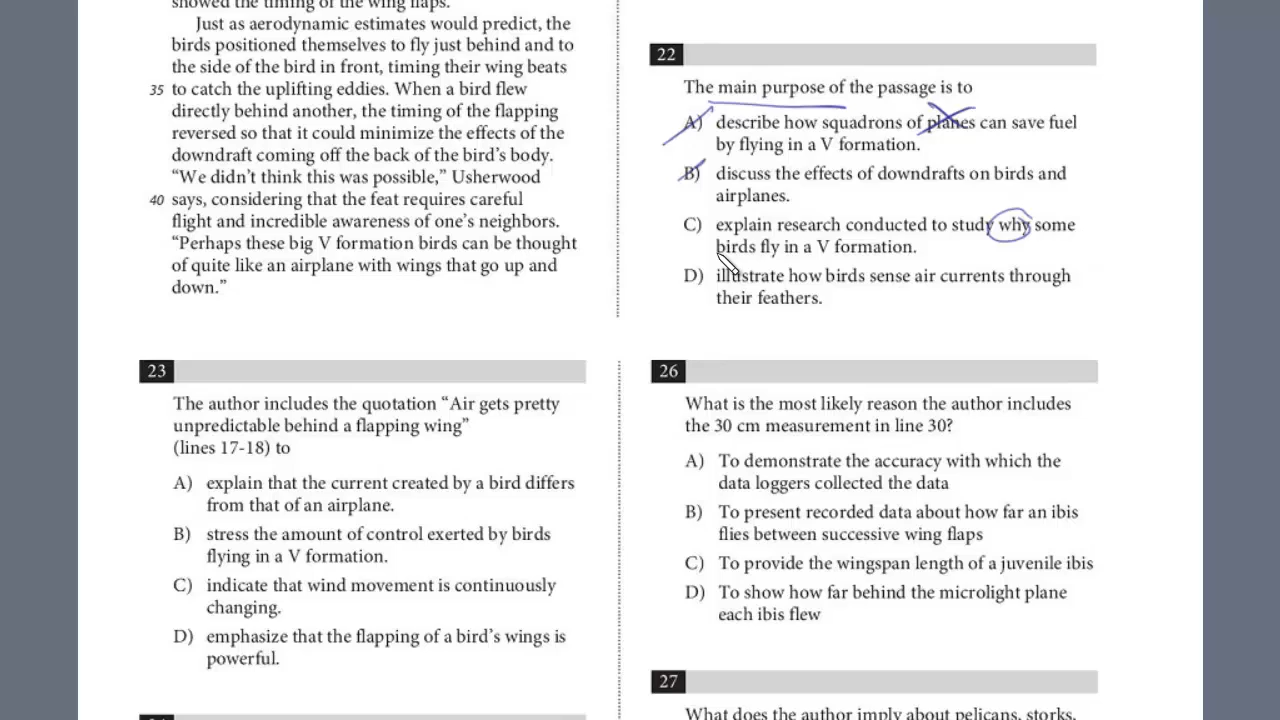 showed the timing of the wing flaps.
Just as aerodynamic estimates would predict, the
birds positioned themselves to fly just behind and to
the side of the bird in front, timing their wing beats
35 to catch the uplifting eddies. When a bird flew
directly behind another, the timing of the flapping
reversed so that it could minimize the effects of the
downdraft coming off the back of the bird’s body.
“We didn’t think this was possible,” Usherwood
40 says, considering that the feat requires careful
flight and incredible awareness of one’s neighbors.
“Perhaps these big V formation birds can be thought
of quite like an airplane with wings that go up and
down.”
22
The main purpose of the passage is to
A) describe how squadrons of planes can save fuel
by flying in a V formation.
B) discuss the effects of downdrafts on birds and
airplanes.
C) explain research conducted to study why some
birds fly in a V formation.
D) illustrate how birds sense air currents through
their feathers.
23
The author includes the quotation “Air gets pretty
unpredictable behind a flapping wing”
(lines 17-18) to
A) explain that the current created by a bird differs
from that of an airplane.
B) stress the amount of control exerted by birds
flying in a V formation.
C) indicate that wind movement is continuously
changing.
D) emphasize that the flapping of a bird’s wings is
powerful.
26
What is the most likely reason the author includes
the 30 cm measurement in line 30?
A) To demonstrate the accuracy with which the
data loggers collected the data
B) To present recorded data about how far an ibis
flies between successive wing flaps
C) To provide the wingspan length of a juvenile ibis
D) To show how far behind the microlight plane
each ibis flew
27
What does the author imply about pelicans, storks,